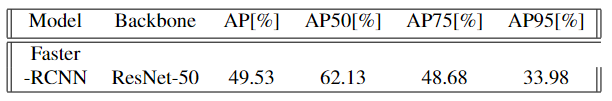 Model Backbone AP[%] AP50[%] AP75[%] AP95[%]
Faster
-RCNN ResNet-50 49.53 62.13 48.68 33.98